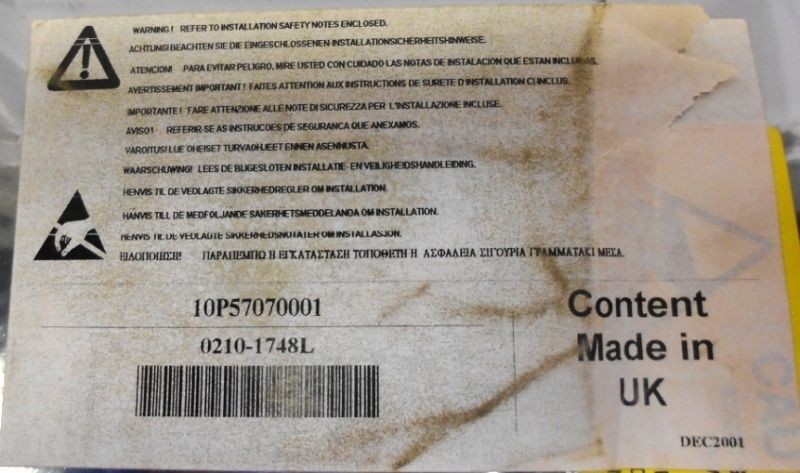 WARNING ! REFER TO INSTALLATION SAFETY NOTES ENCLOSED.
ACHTUNG! BEACHTEN SIE DIE EINGESCHLOSSENEN INSTALLATIONSICHERHEITSHINWEISE.
ATENCION! PARA EVITAR PELIGRO, MIRE USTED CON CUIDADO LAS NOTAS DE INSTALACION QUE ESTAN INCLUIDAS.
AVERTISSEMENT IMPORTANT ! FAITES ATTENTION AUX INSTRUCTIONS DE SURETE D'INSTALLATION CI-INCLUS.
IMPORTANTE ! FARE ATTENZIONE ALLE NOTE DI SICUREZZA PER L'INSTALLAZIONE INCLUSE.
AVISO ! REFERIR-SE AS INSTRUCOES DE SEGURANCA QUE ANEXAMOS.
VAROITUS! LUE OHEISET TURVAOHJEET ENNEN ASENNUSTA.
WAARSCHUWING! LEES DE BIJGESLOTEN INSTALLATIE- EN VEILIGHEIDSHANDLEIDING.
HENVIS TIL DE VEDLAGTE SIKKERHEDREGLER OM INSTALLATION.
HANVIS TILL DE MEDFOLJANDE SAKERHETSMEDDELANDA OM INSTALLATION.
HENVIS TIL DE VEDLAGTE SIKKERHEDSNOTATER OM INSTALLASJON.
ΕΙΔΟΠΟΙΗΣΗ! ΠΑΡΑΠΕΜΠΩ Η ΕΓΚΑΤΑΣΤΑΣΗ ΤΟΠΟΘΕΤΗ Η ΑΣΦΑΛΕΙΑ ΣΙΓΟΥΡΙΑ ΓΡΑΜΜΑΤΑΚΙ ΜΕΣΑ.
10P57070001
0210-1748L
Content
Made in
UK
DEC2001
CAU